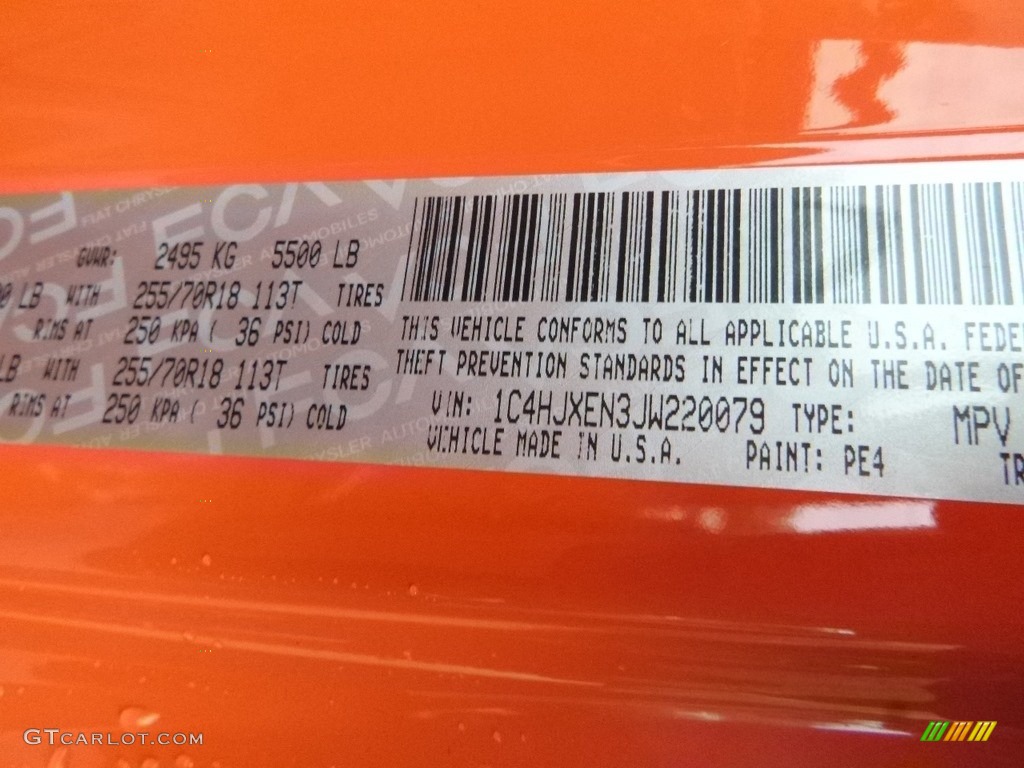 GVWR: 2495 KG 5500 LB
0 LB WITH 255/70R18 113T TIRES
RIMS AT 250 KPA ( 36 PSI) COLD
LB WITH 255/70R18 113T TIRES
RIMS AT 250 KPA ( 36 PSI) COLD
THIS VEHICLE CONFORMS TO ALL APPLICABLE U.S.A. FEDE
THEFT PREVENTION STANDARDS IN EFFECT ON THE DATE OF
VIN: 1C4HJXEN3JW220079 TYPE: MPV
VEHICLE MADE IN U.S.A. PAINT: PE4
TR
GTCARLOT.COM